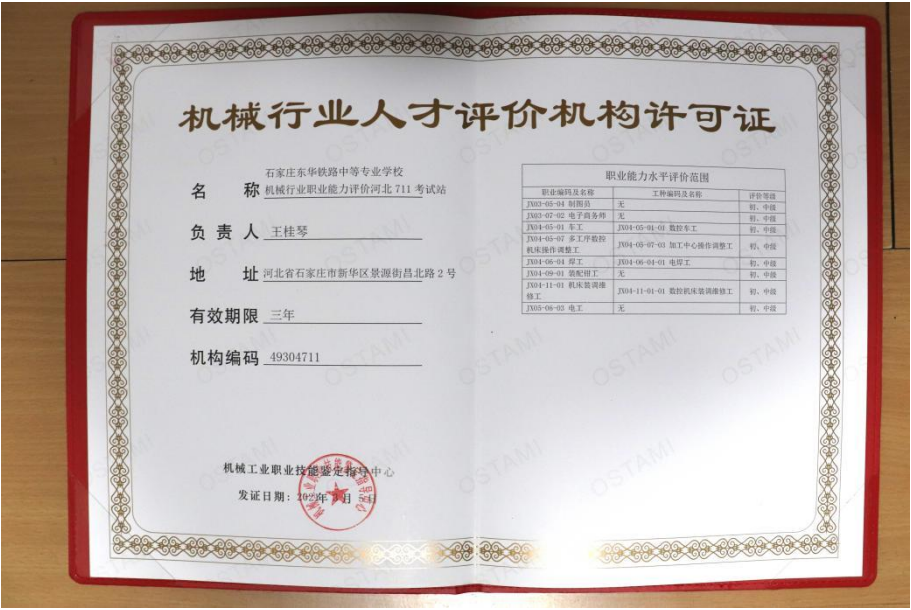 机械行业人才评价机构许可证
石家庄东华铁路中等专业学校
名 称 机械行业职业能力评价河北711考试站
负 责 人 王桂琴
地 址 河北省石家庄市新华区景源街昌北路2号
有效期限 三年
机构编码 49304711
机械工业职业技能鉴定指导中心
发证日期:
职业能力水平评价范围
职业编码及名称 工种编码及名称 评价等级
JX03-05-04 制图员 无 初、中级
JX03-07-02 电子商务师 无 初、中级
JX04-05-01 车工 JX04-05-01-01 数控车工 初、中级
JX04-05-07 多工序数控
机床操作调整工 JX04-05-07-03 加工中心操作调整工 初、中级
JX04-06-04 焊工 JX04-06-04-01 电焊工 初、中级
JX04-09-01 装配钳工 无 初、中级
JX04-11-01 机床装调维
修工 JX04-11-01-01 数控机床装调维修工 初、中级
JX05-06-03 电工 无 初、中级
OSTAMI